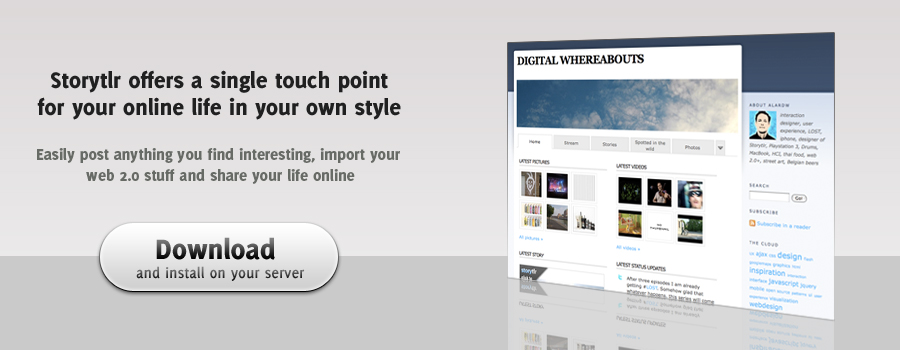 Storytlr offers a single touch point
for your online life in your own style
Easily post anything you find interesting, import your
web 2.0 stuff and share your life online
Download
and install on your server
DIGITAL WHEREABOUTS
Home
Stream
Stories
Spotted in the wild
Photos
LATEST PICTURES
All pictures »
LATEST VIDEOS
All videos »
LATEST STORY
storytlr
LATEST STATUS UPDATES
After three episodes I am already
getting #LOST. Somehow glad that
whatever happens, this series will come
ABOUT ALARDW
interaction
designer, user
experience, LOST,
iphone, designer of
Storytlr, Playstation 3, Drums,
MacBook, HCI, thai food, web
2.0+, street art, Belgian beers
SEARCH
Go!
SUBSCRIBE
Subscribe in a reader
THE CLOUD
ajax design
inspiration
interface javascript jquery
mobile
experience visualization
webdesign